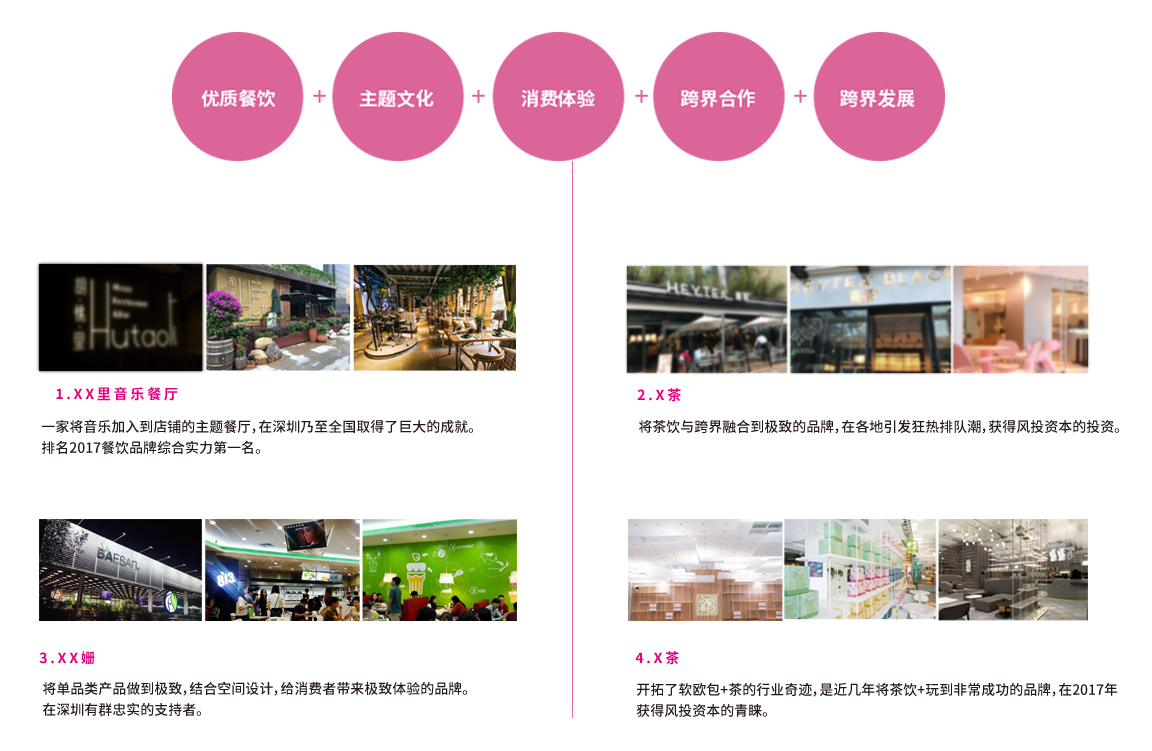 优质餐饮
+
主题文化
+
消费体验
+
跨界合作
+
跨界发展
Hutaoli
HEYTEA
HEYTEA BLACK
1.XX里音乐餐厅
一家将音乐加入到店铺的主题餐厅,在深圳乃至全国取得了巨大的成就。
排名2017餐饮品牌综合实力第一名。
2.X茶
将茶饮与跨界融合到极致的品牌,在各地引发狂热排队潮,获得风投资本的投资。
3.XX姗
将单品类产品做到极致,结合空间设计,给消费者带来极致体验的品牌。
在深圳有群忠实的支持者。
4.X茶
开拓了软欧包+茶的行业奇迹,是近几年将茶饮+玩到非常成功的品牌,在2017年
获得风投资本的青睐。